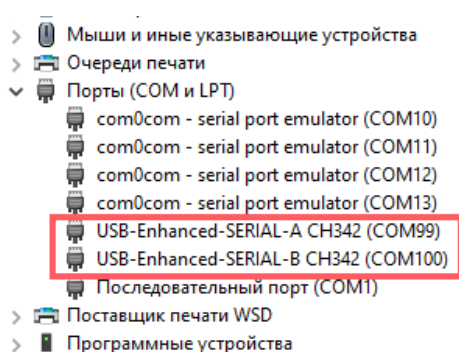 Мыши и иные указывающие устройства
Очереди печати
Порты (COM и LPT)
com0com - serial port emulator (COM10)
com0com - serial port emulator (COM11)
com0com - serial port emulator (COM12)
com0com - serial port emulator (COM13)
USB-Enhanced-SERIAL-A CH342 (COM99)
USB-Enhanced-SERIAL-B CH342 (COM100)
Последовательный порт (COM1)
Поставщик печати WSD
Программные устройства